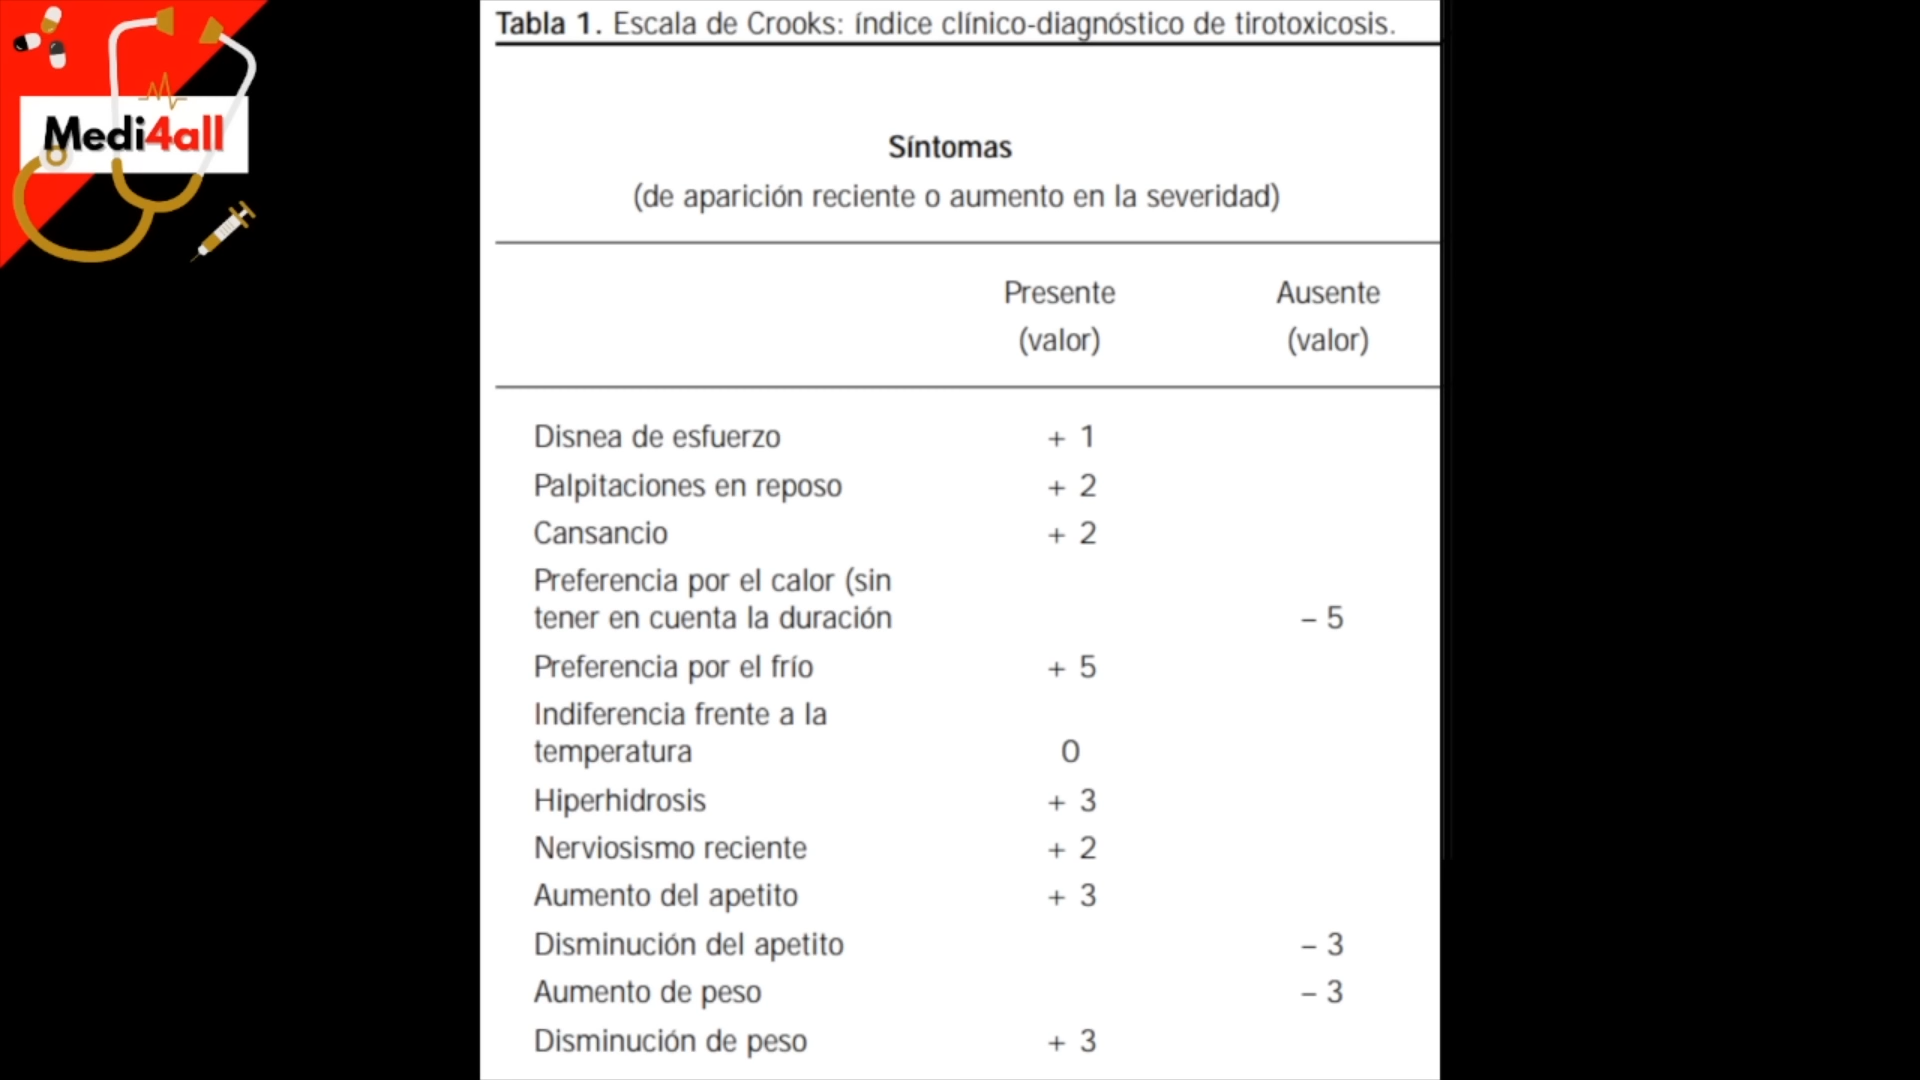 Medi4all
Tabla 1. Escala de Crooks: índice clínico-diagnóstico de tirotoxicosis.
Síntomas
(de aparición reciente o aumento en la severidad)
Presente Ausente
(valor) (valor)
Disnea de esfuerzo + 1
Palpitaciones en reposo + 2
Cansancio + 2
Preferencia por el calor (sin
tener en cuenta la duración – 5
Preferencia por el frío + 5
Indiferencia frente a la
temperatura 0
Hiperhidrosis + 3
Nerviosismo reciente + 2
Aumento del apetito + 3
Disminución del apetito – 3
Aumento de peso – 3
Disminución de peso + 3